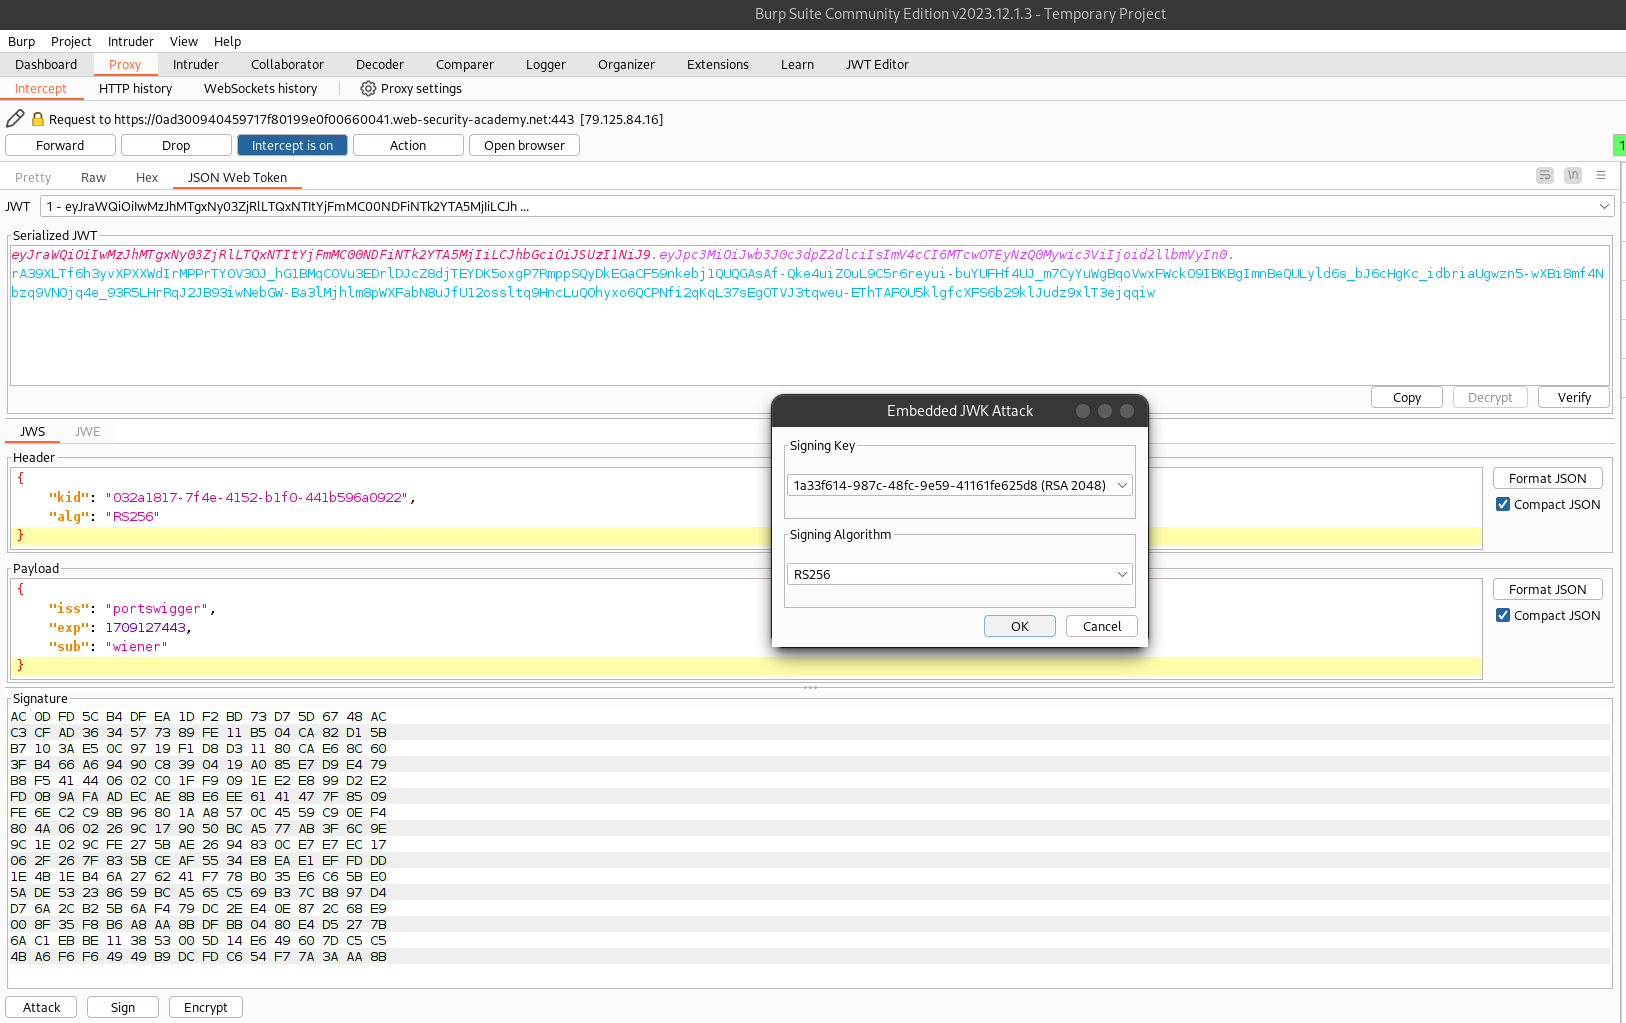 Burp Suite Community Edition v2023.12.1.3 - Temporary Project
Burp Project Intruder View Help
Dashboard Proxy Intruder Collaborator Decoder Comparer Logger Organizer Extensions Learn JWT Editor
Intercept HTTP history WebSockets history Proxy settings
Request to https://0ad300940459717f80199e0f00660041.web-security-academy.net:443 [79.125.84.16]
Forward Drop Intercept is on Action Open browser 1
Pretty Raw Hex JSON Web Token \n
JWT 1 - eyJraWQiOiIwMzJhMTgxNy03ZjRlLTQxNTItYjFmMC00NDFiNTk2YTA5MjIiLCJh ...
Serialized JWT
eyJraWQiOiIwMzJhMTgxNy03ZjRlLTQxNTItYjFmMC00NDFiNTk2YTA5MjIiLCJhbGciOiJSUzI1NiJ9.eyJpc3MiOiJwb3J0c3dpZ2dlciIsImV4cCI6MTcwOTEyNzQ0Mywic3ViIjoid2llbmVyIn0.
rA39XLTf6h3yvXPXXWdIrMPPrTY0V3OJ_hG1BMqC0Vu3EDrlDJcZ8djTEYDK5oxgP7RmppSQyDkEGaCF59nkebj1QUQGAsAf-Qke4uiZ0uL9C5r6reyui-buYUFHf4UJ_m7CyYuWgBqoVwxFWckO9IBKBgImnBeQULyld6s_bJ6cHgKc_idbriaUgwzn5-wXBi8mf4N
bzq9VNOjq4e_93R5LHrRqJ2JB93iwNebGW-Ba3lMjhlm8pWXFabN8uJfU12ossltq9HncLuQOhyxo6QCPNfi2qKqL37sEgOTVJ3tqweu-EThTAF0U5klgfcXFS6b29klJudz9xlT3ejqqiw
Copy Decrypt Verify
JWS JWE
Header
{
"kid": "032a1817-7f4e-4152-b1f0-441b596a0922",
"alg": "RS256"
}
Format JSON
Compact JSON
Payload
{
"iss": "portswigger",
"exp": 1709127443,
"sub": "wiener"
}
Format JSON
Compact JSON
Embedded JWK Attack
Signing Key
1a33f614-987c-48fc-9e59-41161fe625d8 (RSA 2048)
Signing Algorithm
RS256
OK Cancel
Signature
AC 0D FD 5C B4 DF EA 1D F2 BD 73 D7 5D 67 48 AC
C3 CF AD 36 34 57 73 89 FE 11 B5 04 CA 82 D1 5B
B7 10 3A E5 0C 97 19 F1 D8 D3 11 80 CA E6 8C 60
3F B4 66 A6 94 90 C8 39 04 19 A0 85 E7 D9 E4 79
B8 F5 41 44 06 02 C0 1F F9 09 1E E2 E8 99 D2 E2
FD 0B 9A FA AD EC AE 8B E6 EE 61 41 47 7F 85 09
FE 6E C2 C9 8B 96 80 1A A8 57 0C 45 59 C9 0E F4
80 4A 06 02 26 9C 17 90 50 BC A5 77 AB 3F 6C 9E
9C 1E 02 9C FE 27 5B AE 26 94 83 0C E7 E7 EC 17
06 2F 26 7F 83 5B CE AF 55 34 E8 EA E1 EF FD DD
1E 4B 1E B4 6A 27 62 41 F7 78 B0 35 E6 C6 5B E0
5A DE 53 23 86 59 BC A5 65 C5 69 B3 7C B8 97 D4
D7 6A 2C B2 5B 6A F4 79 DC 2E E4 0E 87 2C 68 E9
00 8F 35 F8 B6 A8 AA 8B DF BB 04 80 E4 D5 27 7B
6A C1 EB BE 11 38 53 00 5D 14 E6 49 60 7D C5 C5
4B A6 F6 F6 49 49 B9 DC FD C6 54 F7 7A 3A AA 8B
Attack Sign Encrypt